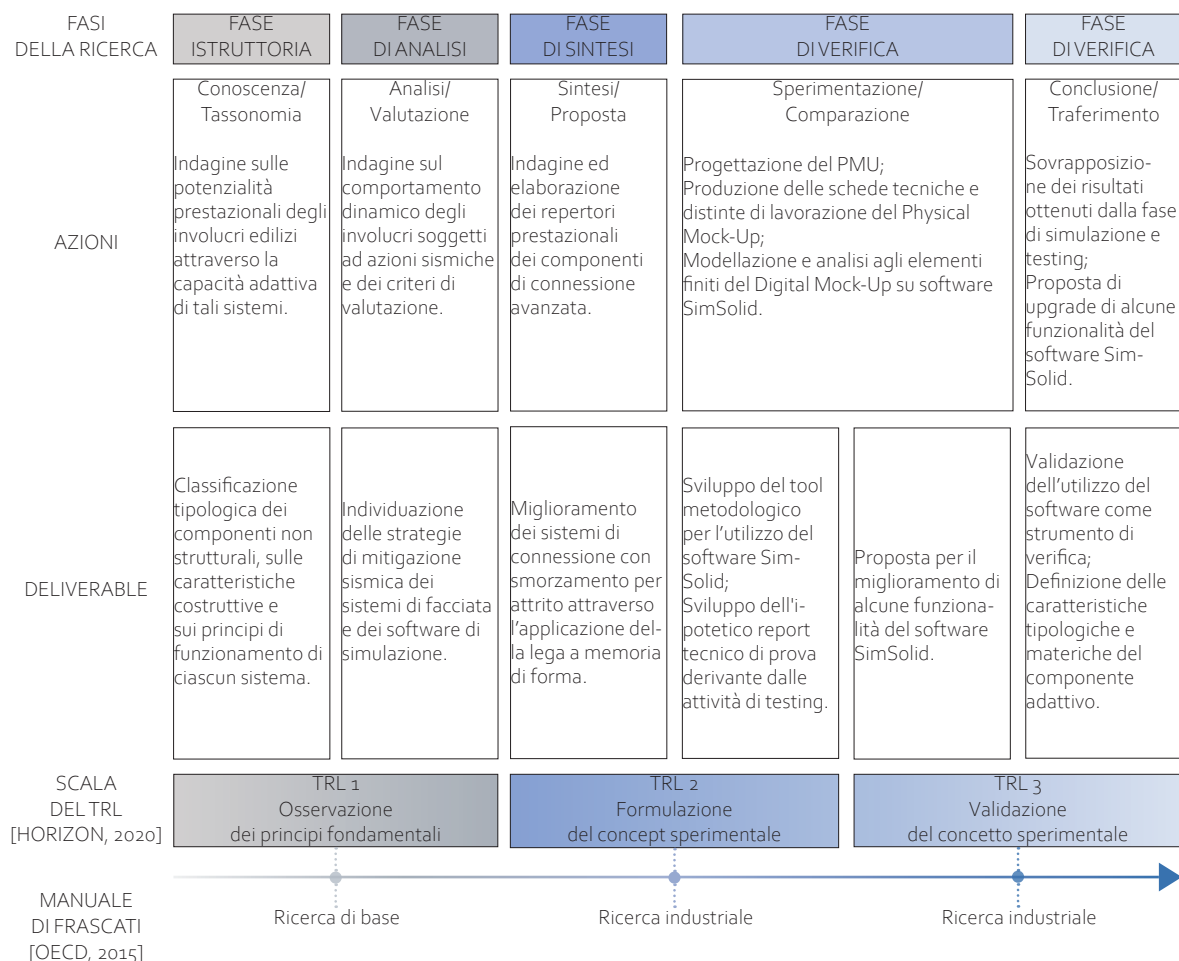 FASI
DELLA RICERCA
FASE
ISTRUTTORIA
FASE
DI ANALISI
FASE
DI SINTESI
FASE
DI VERIFICA
FASE
DI VERIFICA
AZIONI
Conoscenza/
Tassonomia
Indagine sulle
potenzialità
prestazionali degli
involucri edilizi
attraverso la
capacità adattiva
di tali sistemi.
Analisi/
Valutazione
Indagine sul
comportamento
dinamico degli
involucri soggetti
ad azioni sismiche
e dei criteri di
valutazione.
Sintesi/
Proposta
Indagine ed
elaborazione
dei repertori
prestazionali
dei componenti
di connessione
avanzata.
Sperimentazione/
Comparazione
Progettazione del PMU;
Produzione delle schede tecniche e
distinte di lavorazione del Physical
Mock-Up;
Modellazione e analisi agli elementi
finiti del Digital Mock-Up su software
SimSolid.
Conclusione/
Traferimento
Sovrapposizio-
ne dei risultati
ottenuti dalla fase
di simulazione e
testing;
Proposta di
upgrade di alcune
funzionalità del
software Sim-
Solid.
DELIVERABLE
Classificazione
tipologica dei
componenti non
strutturali, sulle
caratteristiche
costruttive e
sui principi di
funzionamento di
ciascun sistema.
Individuazione
delle strategie
di mitigazione
sismica dei
sistemi di facciata
e dei software di
simulazione.
Miglioramento
dei sistemi di
connessione con
smorzamento per
attrito attraverso
l'applicazione del-
la lega a memoria
di forma.
Sviluppo del tool
metodologico
per l'utilizzo del
software Sim-
Solid;
Sviluppo dell'i-
potetico report
tecnico di prova
derivante dalle
attività di testing.
Proposta per il
miglioramento di
alcune funziona-
lità del software
SimSolid.
Validazione
dell'utilizzo del
software come
strumento di
verifica;
Definizione delle
caratteristiche
tipologiche e
materiche del
componente
adattivo.
SCALA
DEL TRL
[HORIZON, 2020]
TRL 1
Osservazione
dei principi fondamentali
TRL 2
Formulazione
del concept sperimentale
TRL 3
Validazione
del concetto sperimentale
MANUALE
DI FRASCATI
[OECD, 2015]
Ricerca di base
Ricerca industriale
Ricerca industriale